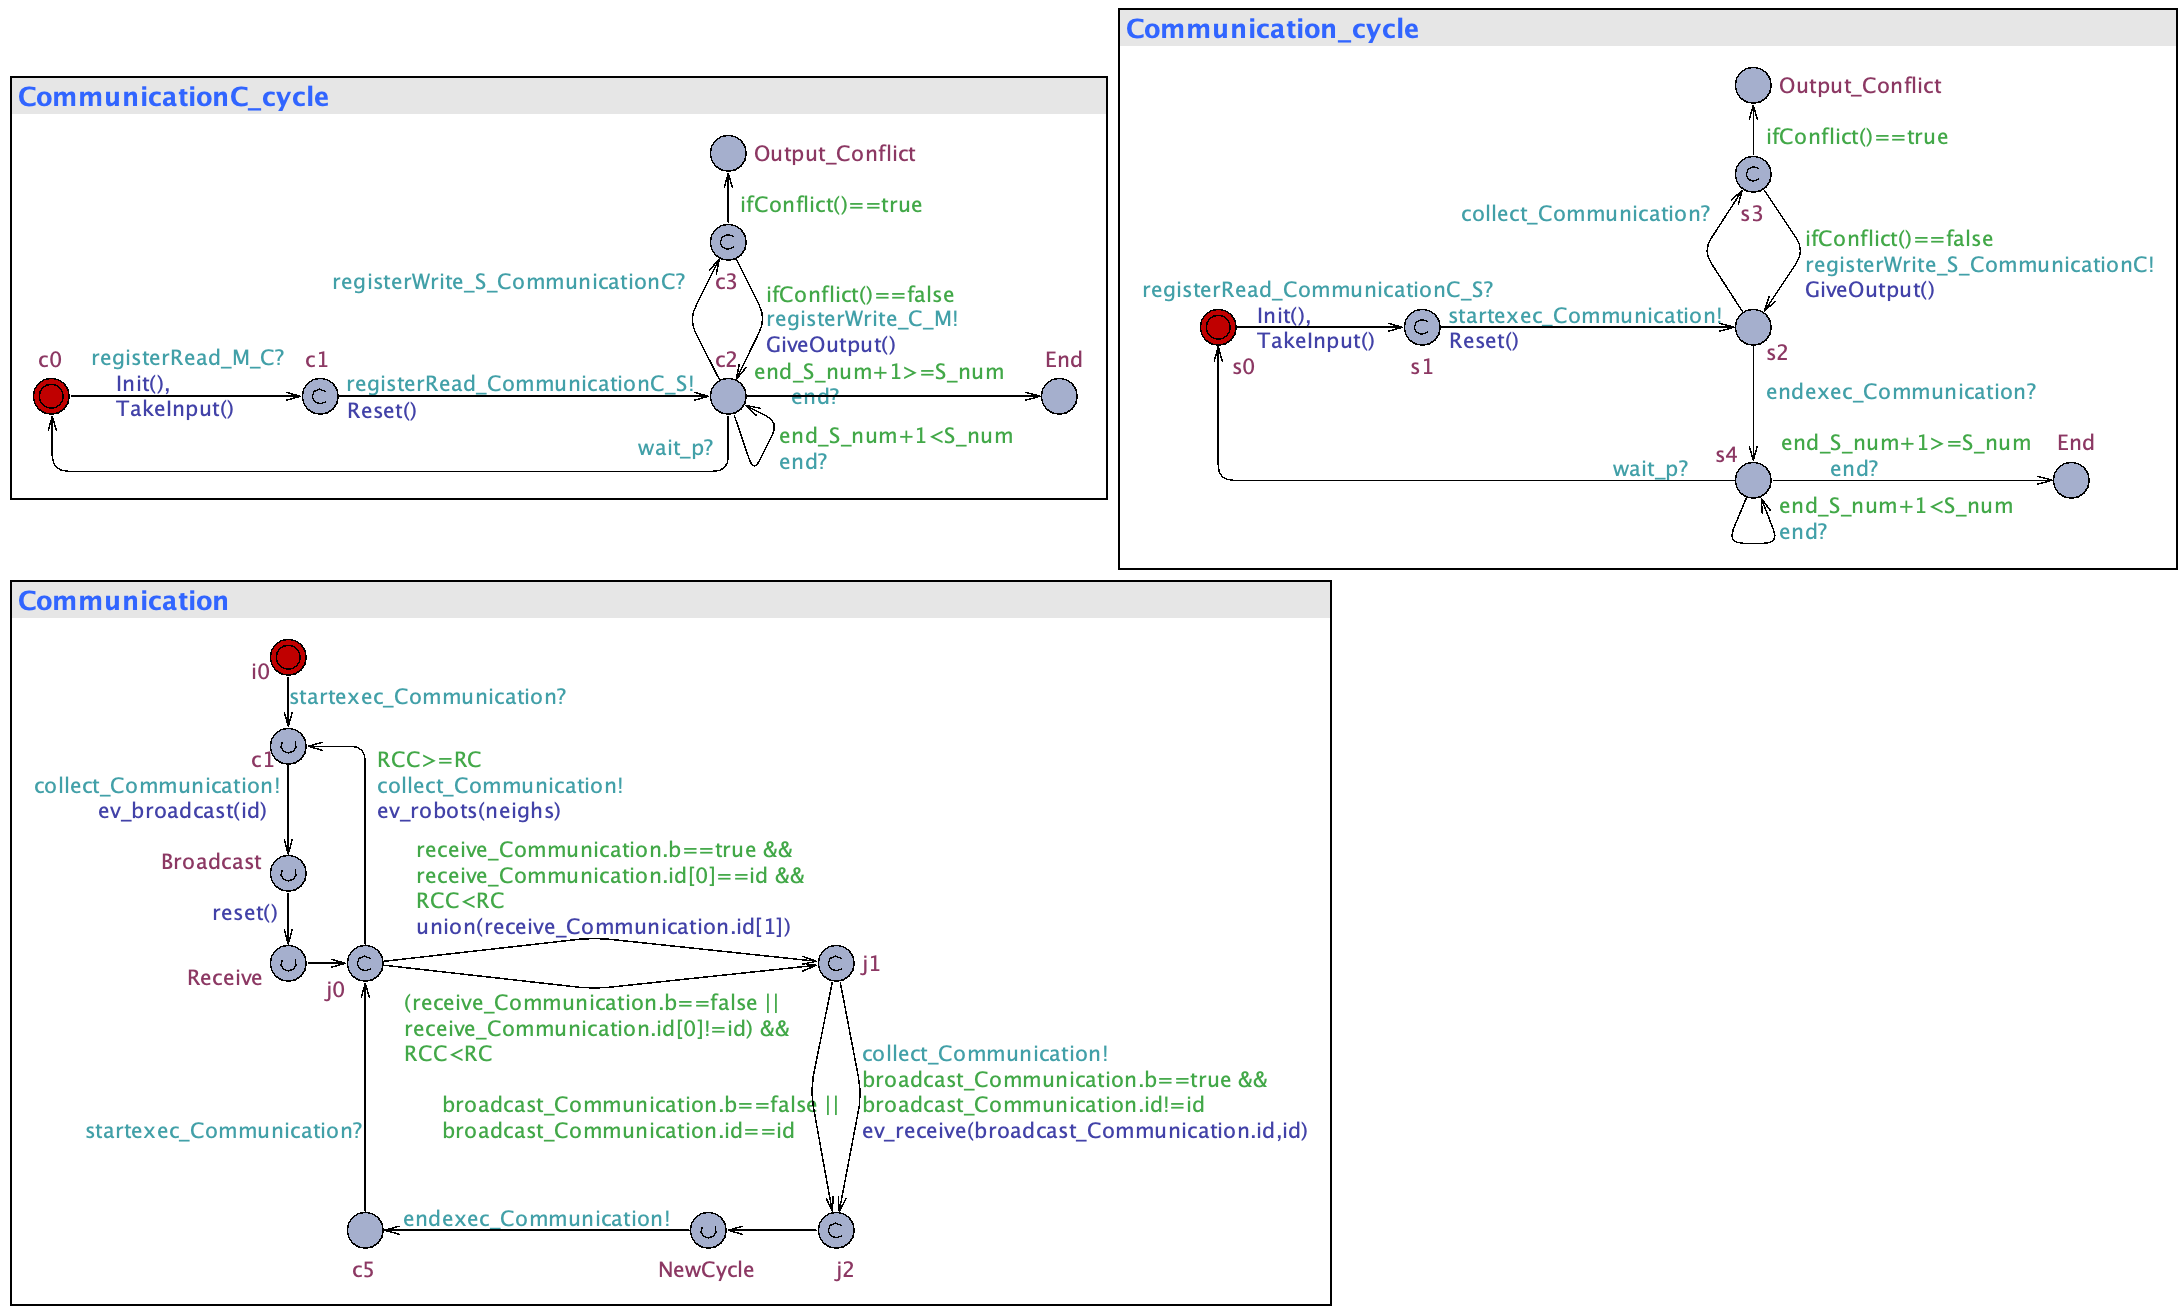 CommunicationC_cycle
Output_Conflict
ifConflict()==true
c3
registerWrite_S_CommunicationC?
ifConflict()==false
registerWrite_C_M!
GiveOutput()
c0
registerRead_M_C?
Init(),
TakeInput()
c1
registerRead_CommunicationC_S!
Reset()
c2
end_S_num+1>=S_num
end?
End
wait_p?
end_S_num+1<S_num
end?
Communication_cycle
Output_Conflict
ifConflict()==true
C
collect_Communication?
s3
ifConflict()==false
registerWrite_S_CommunicationC!
GiveOutput()
registerRead_CommunicationC_S?
Init(),
TakeInput()
s0
C
s1
startexec_Communication!
Reset()
s2
endexec_Communication?
s4
end_S_num+1>=S_num
end?
End
wait_p?
end_S_num+1<S_num
end?
Communication
i0
startexec_Communication?
c1
RCC>=RC
collect_Communication!
ev_robots(neighs)
collect_Communication!
ev_broadcast(id)
Broadcast
reset()
Receive
j0
C
receive_Communication.b==true &&
receive_Communication.id[0]==id &&
RCC<RC
union(receive_Communication.id[1])
C
j1
(receive_Communication.b==false ||
receive_Communication.id[0]!=id) &&
RCC<RC
broadcast_Communication.b==false ||
broadcast_Communication.id==id
collect_Communication!
broadcast_Communication.b==true &&
broadcast_Communication.id!=id
ev_receive(broadcast_Communication.id,id)
startexec_Communication?
endexec_Communication!
C
c5
NewCycle
j2